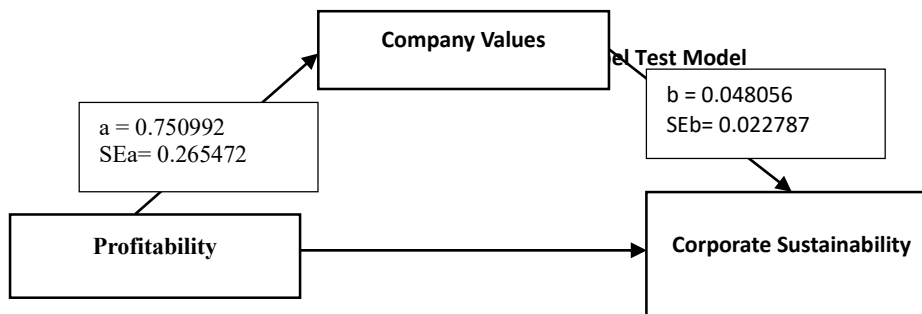 Company Values
el Test Model
b = 0.048056
SEb= 0.022787
a = 0.750992
SEa= 0.265472
Profitability
Corporate Sustainability